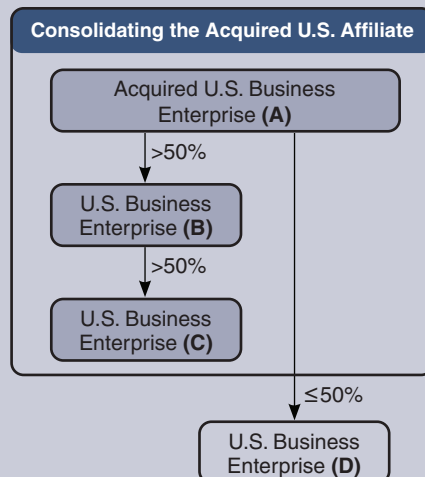 Consolidating the Acquired U.S. Affiliate
Acquired U.S. Business
Enterprise (A)
>50%
U.S. Business
Enterprise (B)
>50%
U.S. Business
Enterprise (C)
≤50%
U.S. Business
Enterprise (D)